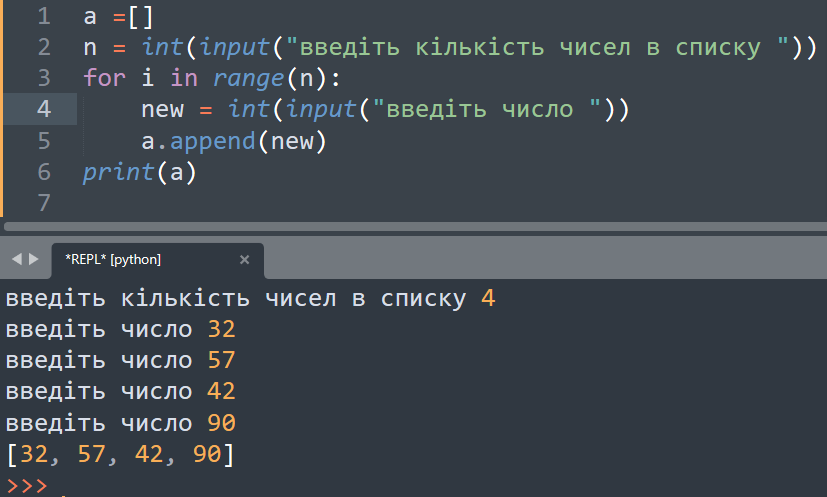 1 a =[]
2 n = int(input("введіть кількість чисел в списку "))
3 for i in range(n):
4     new = int(input("введіть число "))
5     a.append(new)
6 print(a)
7
*REPL* [python] ×
введіть кількість чисел в списку 4
введіть число 32
введіть число 57
введіть число 42
введіть число 90
[32, 57, 42, 90]
>>>